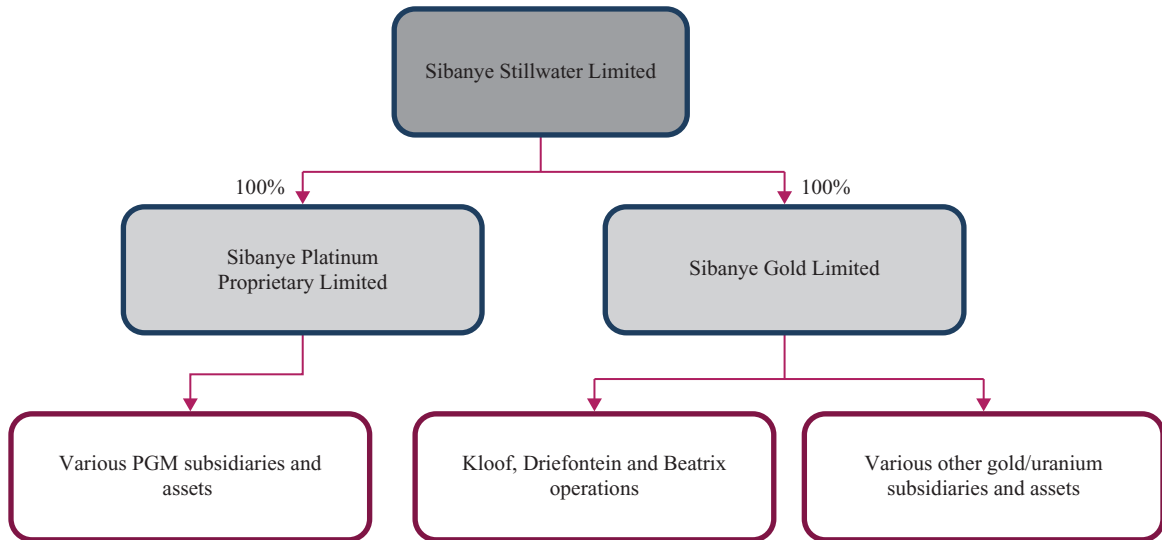 Sibanye Stillwater Limited
100%
100%
Sibanye Platinum
Proprietary Limited
Sibanye Gold Limited
Various PGM subsidiaries and
assets
Kloof, Driefontein and Beatrix
operations
Various other gold/uranium
subsidiaries and assets